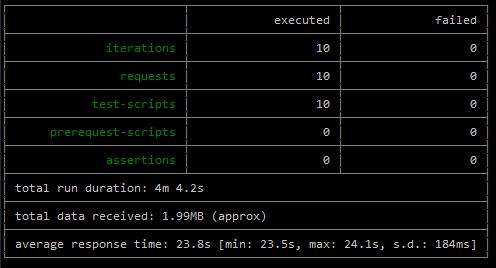 executed failed
iterations 10 0
requests 10 0
test-scripts 10 0
prerequest-scripts 0 0
assertions 0 0
total run duration: 4m 4.2s
total data received: 1.99MB (approx)
average response time: 23.8s [min: 23.5s, max: 24.1s, s.d.: 184ms]